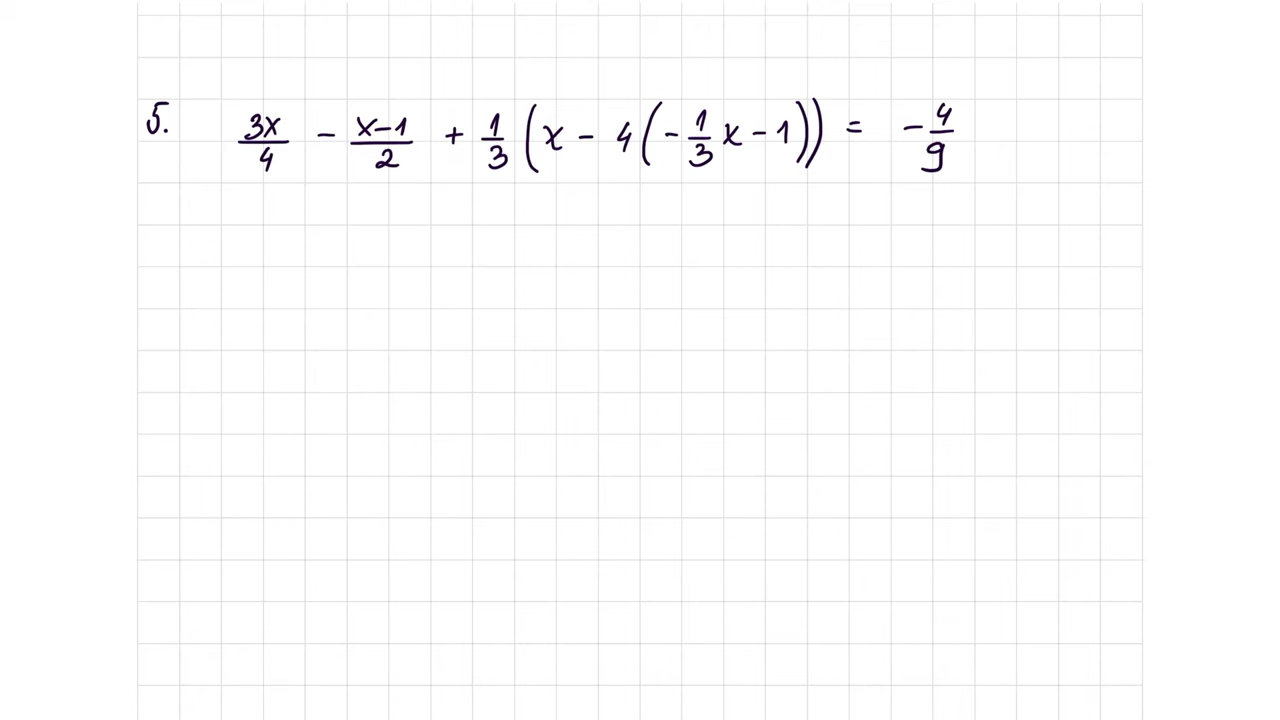 5. 3x/4 - x-1/2 + 1/3 (x - 4(-1/3 x - 1)) = -4/9